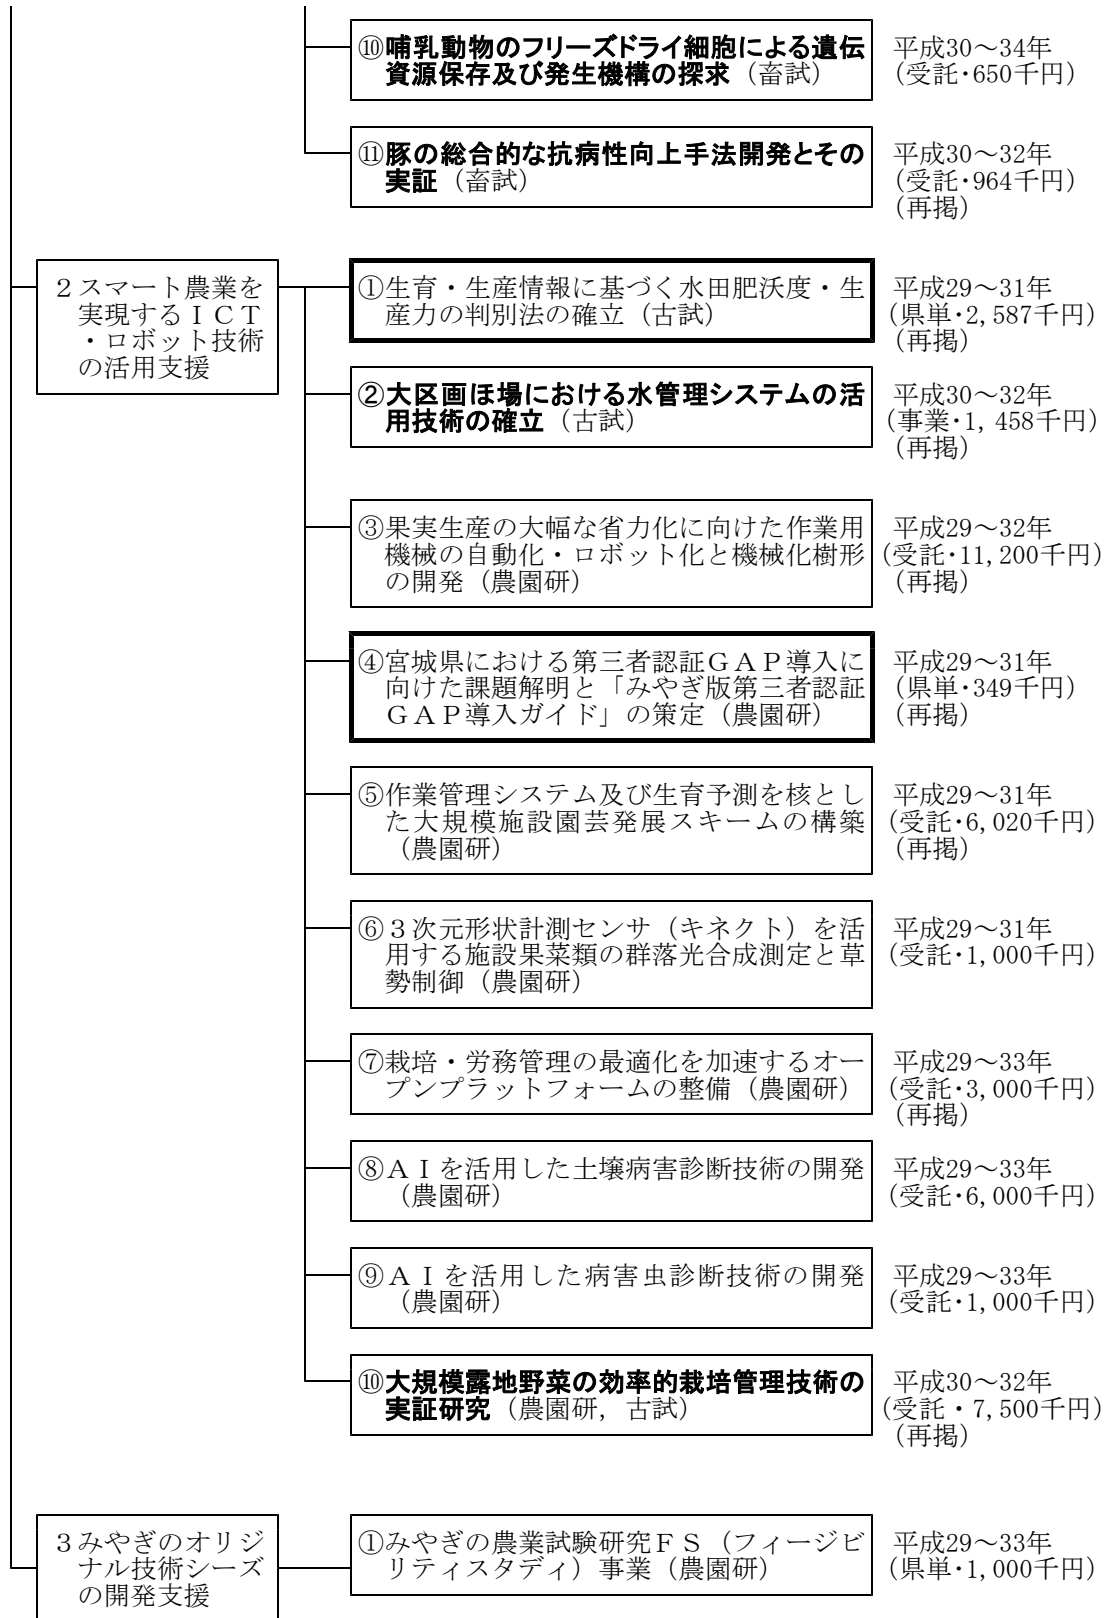 ⑩哺乳動物のフリーズドライ細胞による遺伝
資源保存及び発生機構の探求（畜試）
平成30～34年
（受託・650千円）
⑪豚の総合的な抗病性向上手法開発とその
実証（畜試）
平成30～32年
（受託・964千円）
（再掲）
２スマート農業を
実現するＩＣＴ
・ロボット技術
の活用支援
①生育・生産情報に基づく水田肥沃度・生
産力の判別法の確立（古試）
平成29～31年
（県単・2,587千円）
（再掲）
②大区画ほ場における水管理システムの活
用技術の確立（古試）
平成30～32年
（事業・1,458千円）
（再掲）
③果実生産の大幅な省力化に向けた作業用
機械の自動化・ロボット化と機械化樹形
の開発（農園研）
平成29～32年
（受託・11,200千円）
（再掲）
④宮城県における第三者認証ＧＡＰ導入に
向けた課題解明と「みやぎ版第三者認証
ＧＡＰ導入ガイド」の策定（農園研）
平成29～31年
（県単・349千円）
（再掲）
⑤作業管理システム及び生育予測を核とし
た大規模施設園芸発展スキームの構築
（農園研）
平成29～31年
（受託・6,020千円）
（再掲）
⑥３次元形状計測センサ（キネクト）を活
用する施設果菜類の群落光合成測定と草
勢制御（農園研）
平成29～31年
（受託・1,000千円）
⑦栽培・労務管理の最適化を加速するオー
プンプラットフォームの整備（農園研）
平成29～33年
（受託・3,000千円）
（再掲）
⑧ＡＩを活用した土壌病害診断技術の開発
（農園研）
平成29～33年
（受託・6,000千円）
⑨ＡＩを活用した病害虫診断技術の開発
（農園研）
平成29～33年
（受託・1,000千円）
⑩大規模露地野菜の効率的栽培管理技術の
実証研究（農園研，古試）
平成30～32年
（受託・7,500千円）
（再掲）
３みやぎのオリジ
ナル技術シーズ
の開発支援
①みやぎの農業試験研究ＦＳ（フィージビ
リティスタディ）事業（農園研）
平成29～33年
（県単・1,000千円）